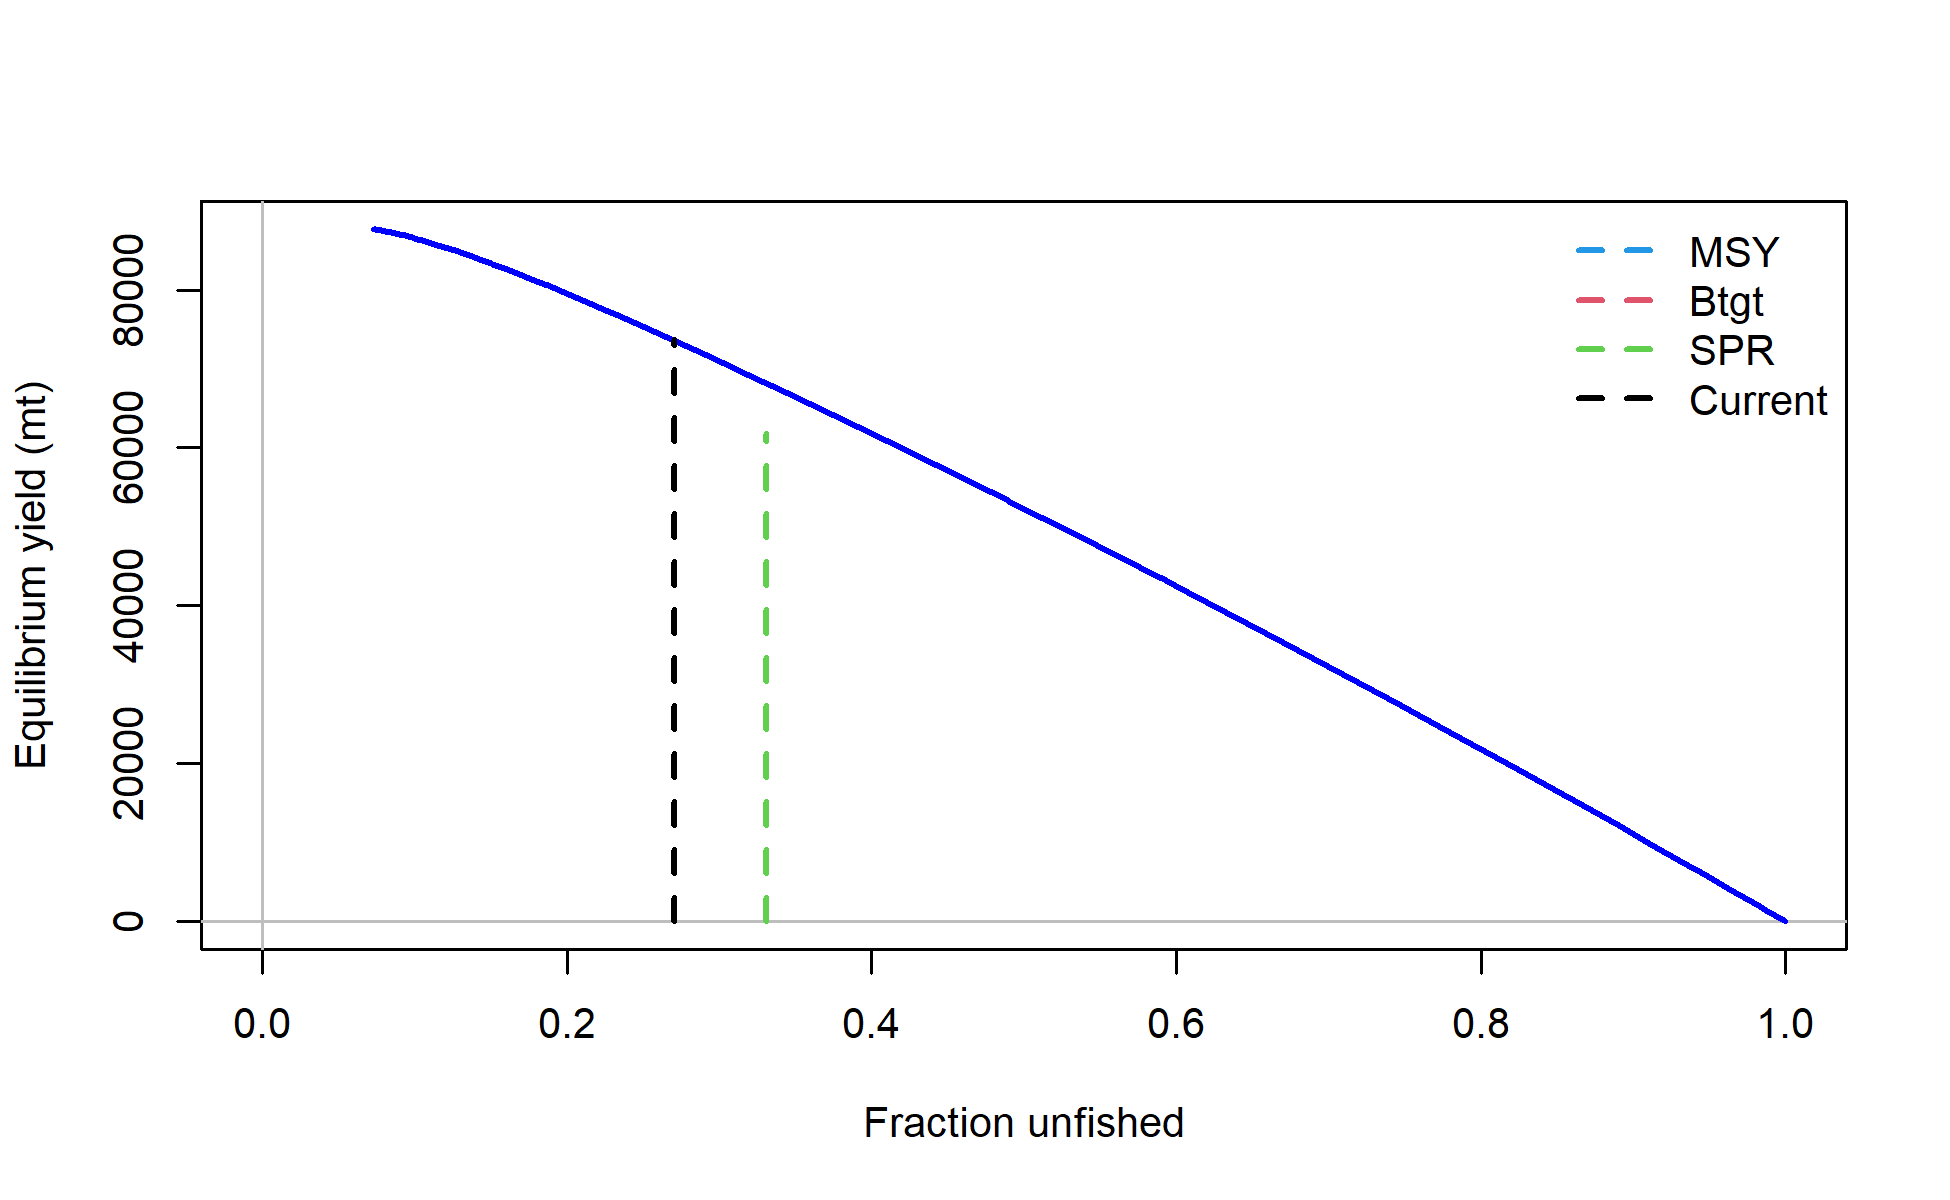 MSY
Btgt
SPR
Current
Equilibrium yield (mt)
80000
60000
40000
20000
0
0.0 0.2 0.4 0.6 0.8 1.0
Fraction unfished